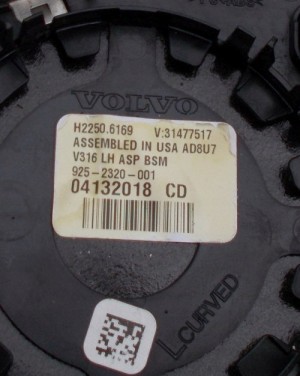 VOLVO
H2250.6169 V:31477517
ASSEMBLED IN USA AD8U7
V316 LH ASP BSM
925-2320-001
04132018 CD
L CURVED